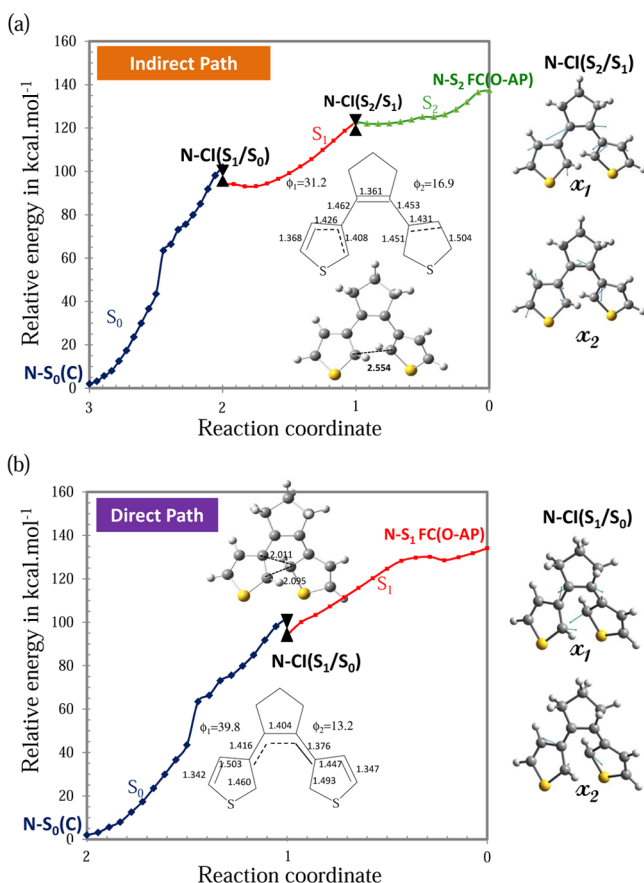 (a)
Indirect Path
Relative energy in kcal.mol-1
160
140
120
100
80
60
40
20
0
3
2
1
0
Reaction coordinate
N-S2 FC(O-AP)
N-CI(S2/S1)
S2
S1
N-CI(S1/S0)
S0
N-S0(C)
ϕ1=31.2
ϕ2=16.9
1.361
1.462
1.453
1.426
1.431
1.368
1.408
1.451
1.504
S
S
2.554
N-CI(S2/S1)
x1
x2
(b)
Direct Path
Relative energy in kcal.mol-1
160
140
120
100
80
60
40
20
0
2
1
0
Reaction coordinate
2.011
2.095
N-S1 FC(O-AP)
S1
N-CI(S1/S0)
S0
N-S0(C)
ϕ1=39.8
ϕ2=13.2
1.404
1.416
1.376
1.503
1.447
1.342
1.347
1.460
1.493
S
S
N-CI(S1/S0)
x1
x2